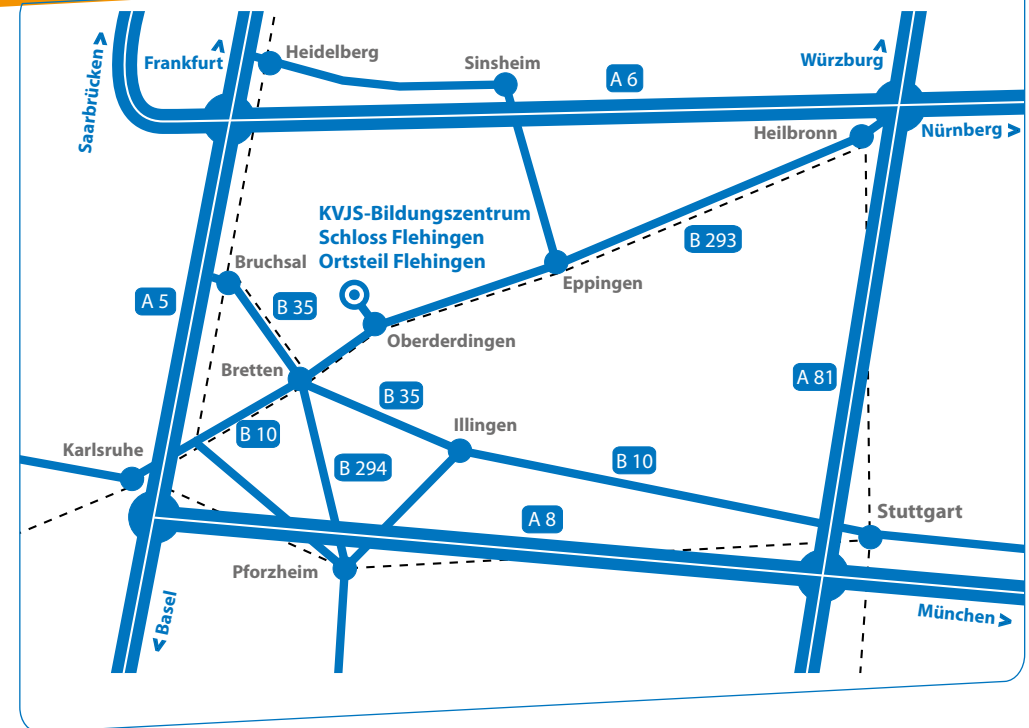 Saarbrücken >
Frankfurt >
Heidelberg
Sinsheim
A 6
Würzburg >
Heilbronn
Nürnberg >
KVJS-Bildungszentrum
Schloss Flehingen
Ortsteil Flehingen
B 293
Bruchsal
Eppingen
A 5
B 35
Oberderdingen
Bretten
A 81
B 35
Illingen
B 10
Karlsruhe
B 294
B 10
A 8
Stuttgart
Pforzheim
< Basel
München >